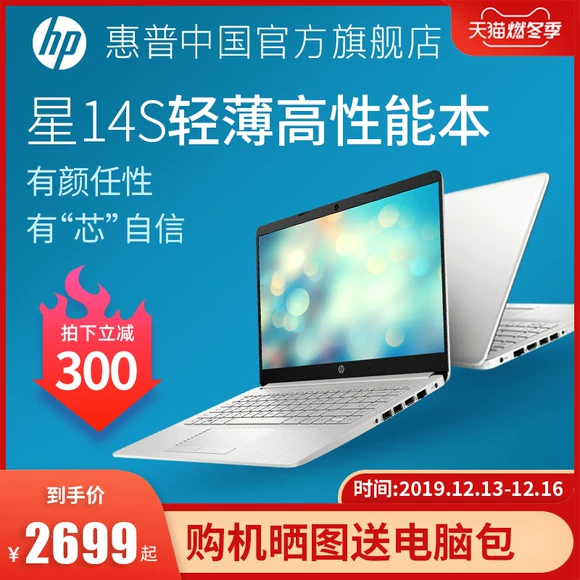 hp 惠普中国官方旗舰店
天猫燃冬季
星14S轻薄高性能本
有颜任性
有“芯”自信
拍下立减
300
hp
到手价
时间:2019.12.13-12.16
¥2699起
购机晒图送电脑包